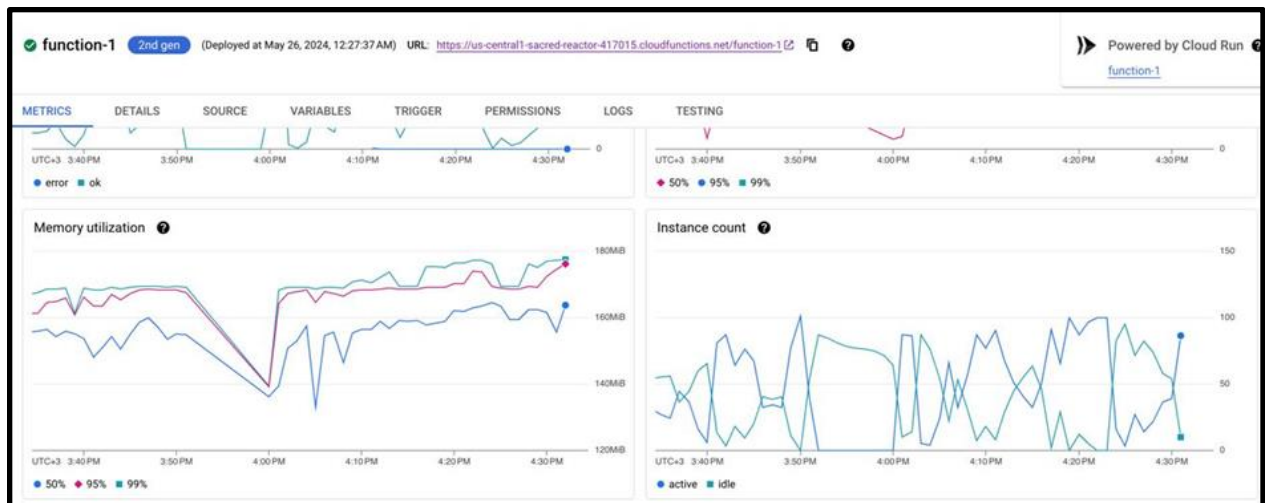 function-1 2nd gen (Deployed at May 26, 2024, 12:27:37 AM) URL: https://us-central1-sacred-reactor-417015.cloudfunctions.net/function-1
Powered by Cloud Run
function-1
METRICS DETAILS SOURCE VARIABLES TRIGGER PERMISSIONS LOGS TESTING
0
UTC+3 3:40 PM 3:50 PM 4:00 PM 4:10 PM 4:20 PM 4:30 PM
error ok
0
UTC+3 3:40 PM 3:50 PM 4:00 PM 4:10 PM 4:20 PM 4:30 PM
50% 95% 99%
Memory utilization
180MiB
160MiB
140MiB
120MiB
UTC+3 3:40 PM 3:50 PM 4:00 PM 4:10 PM 4:20 PM 4:30 PM
50% 95% 99%
Instance count
150
100
50
0
UTC+3 3:40 PM 3:50 PM 4:00 PM 4:10 PM 4:20 PM 4:30 PM
active idle